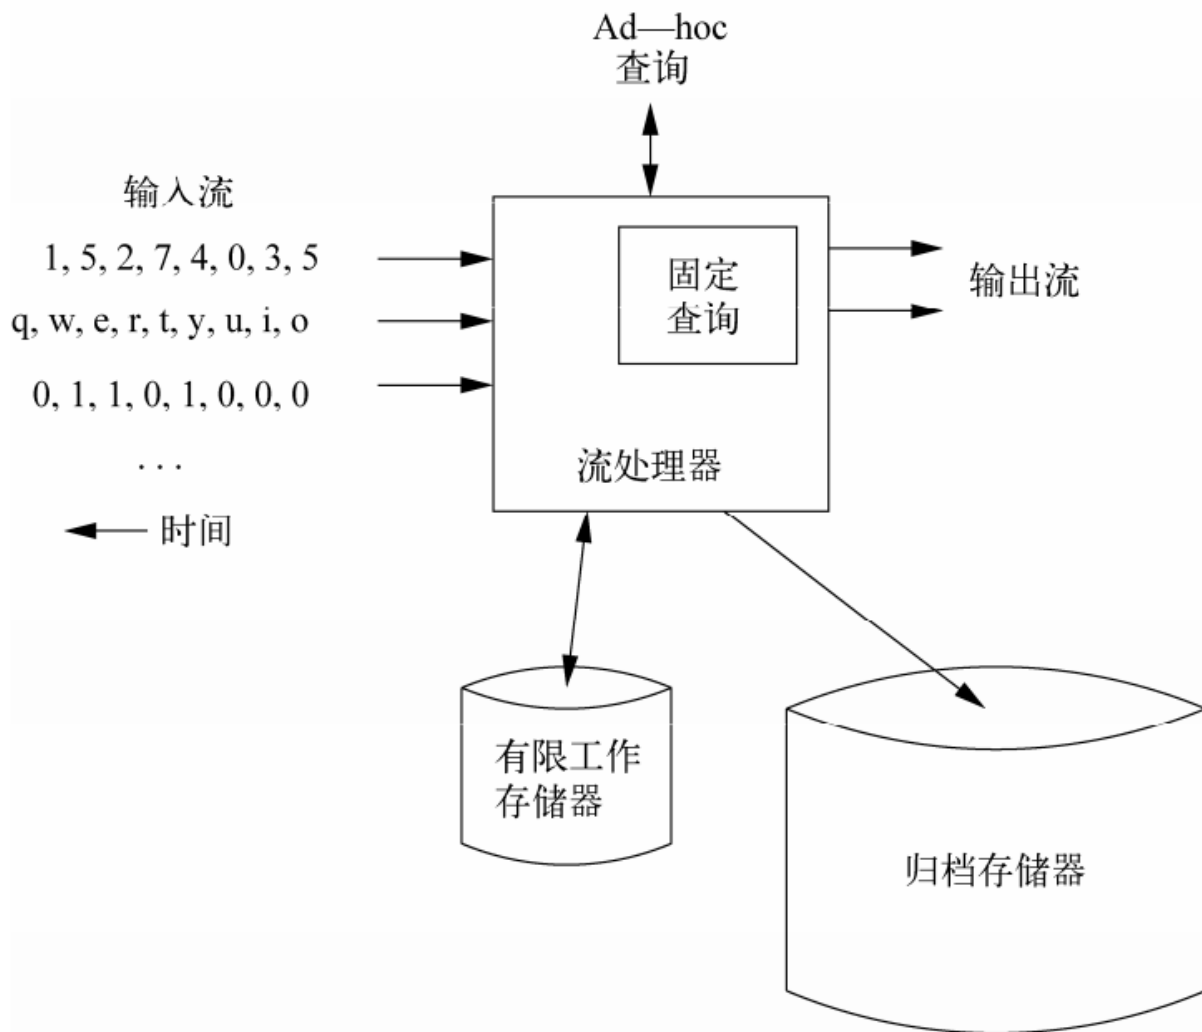 Ad—hoc
查询
输入流
1, 5, 2, 7, 4, 0, 3, 5
q, w, e, r, t, y, u, i, o
0, 1, 1, 0, 1, 0, 0, 0
. . .
时间
固定
查询
流处理器
输出流
有限工作
存储器
归档存储器